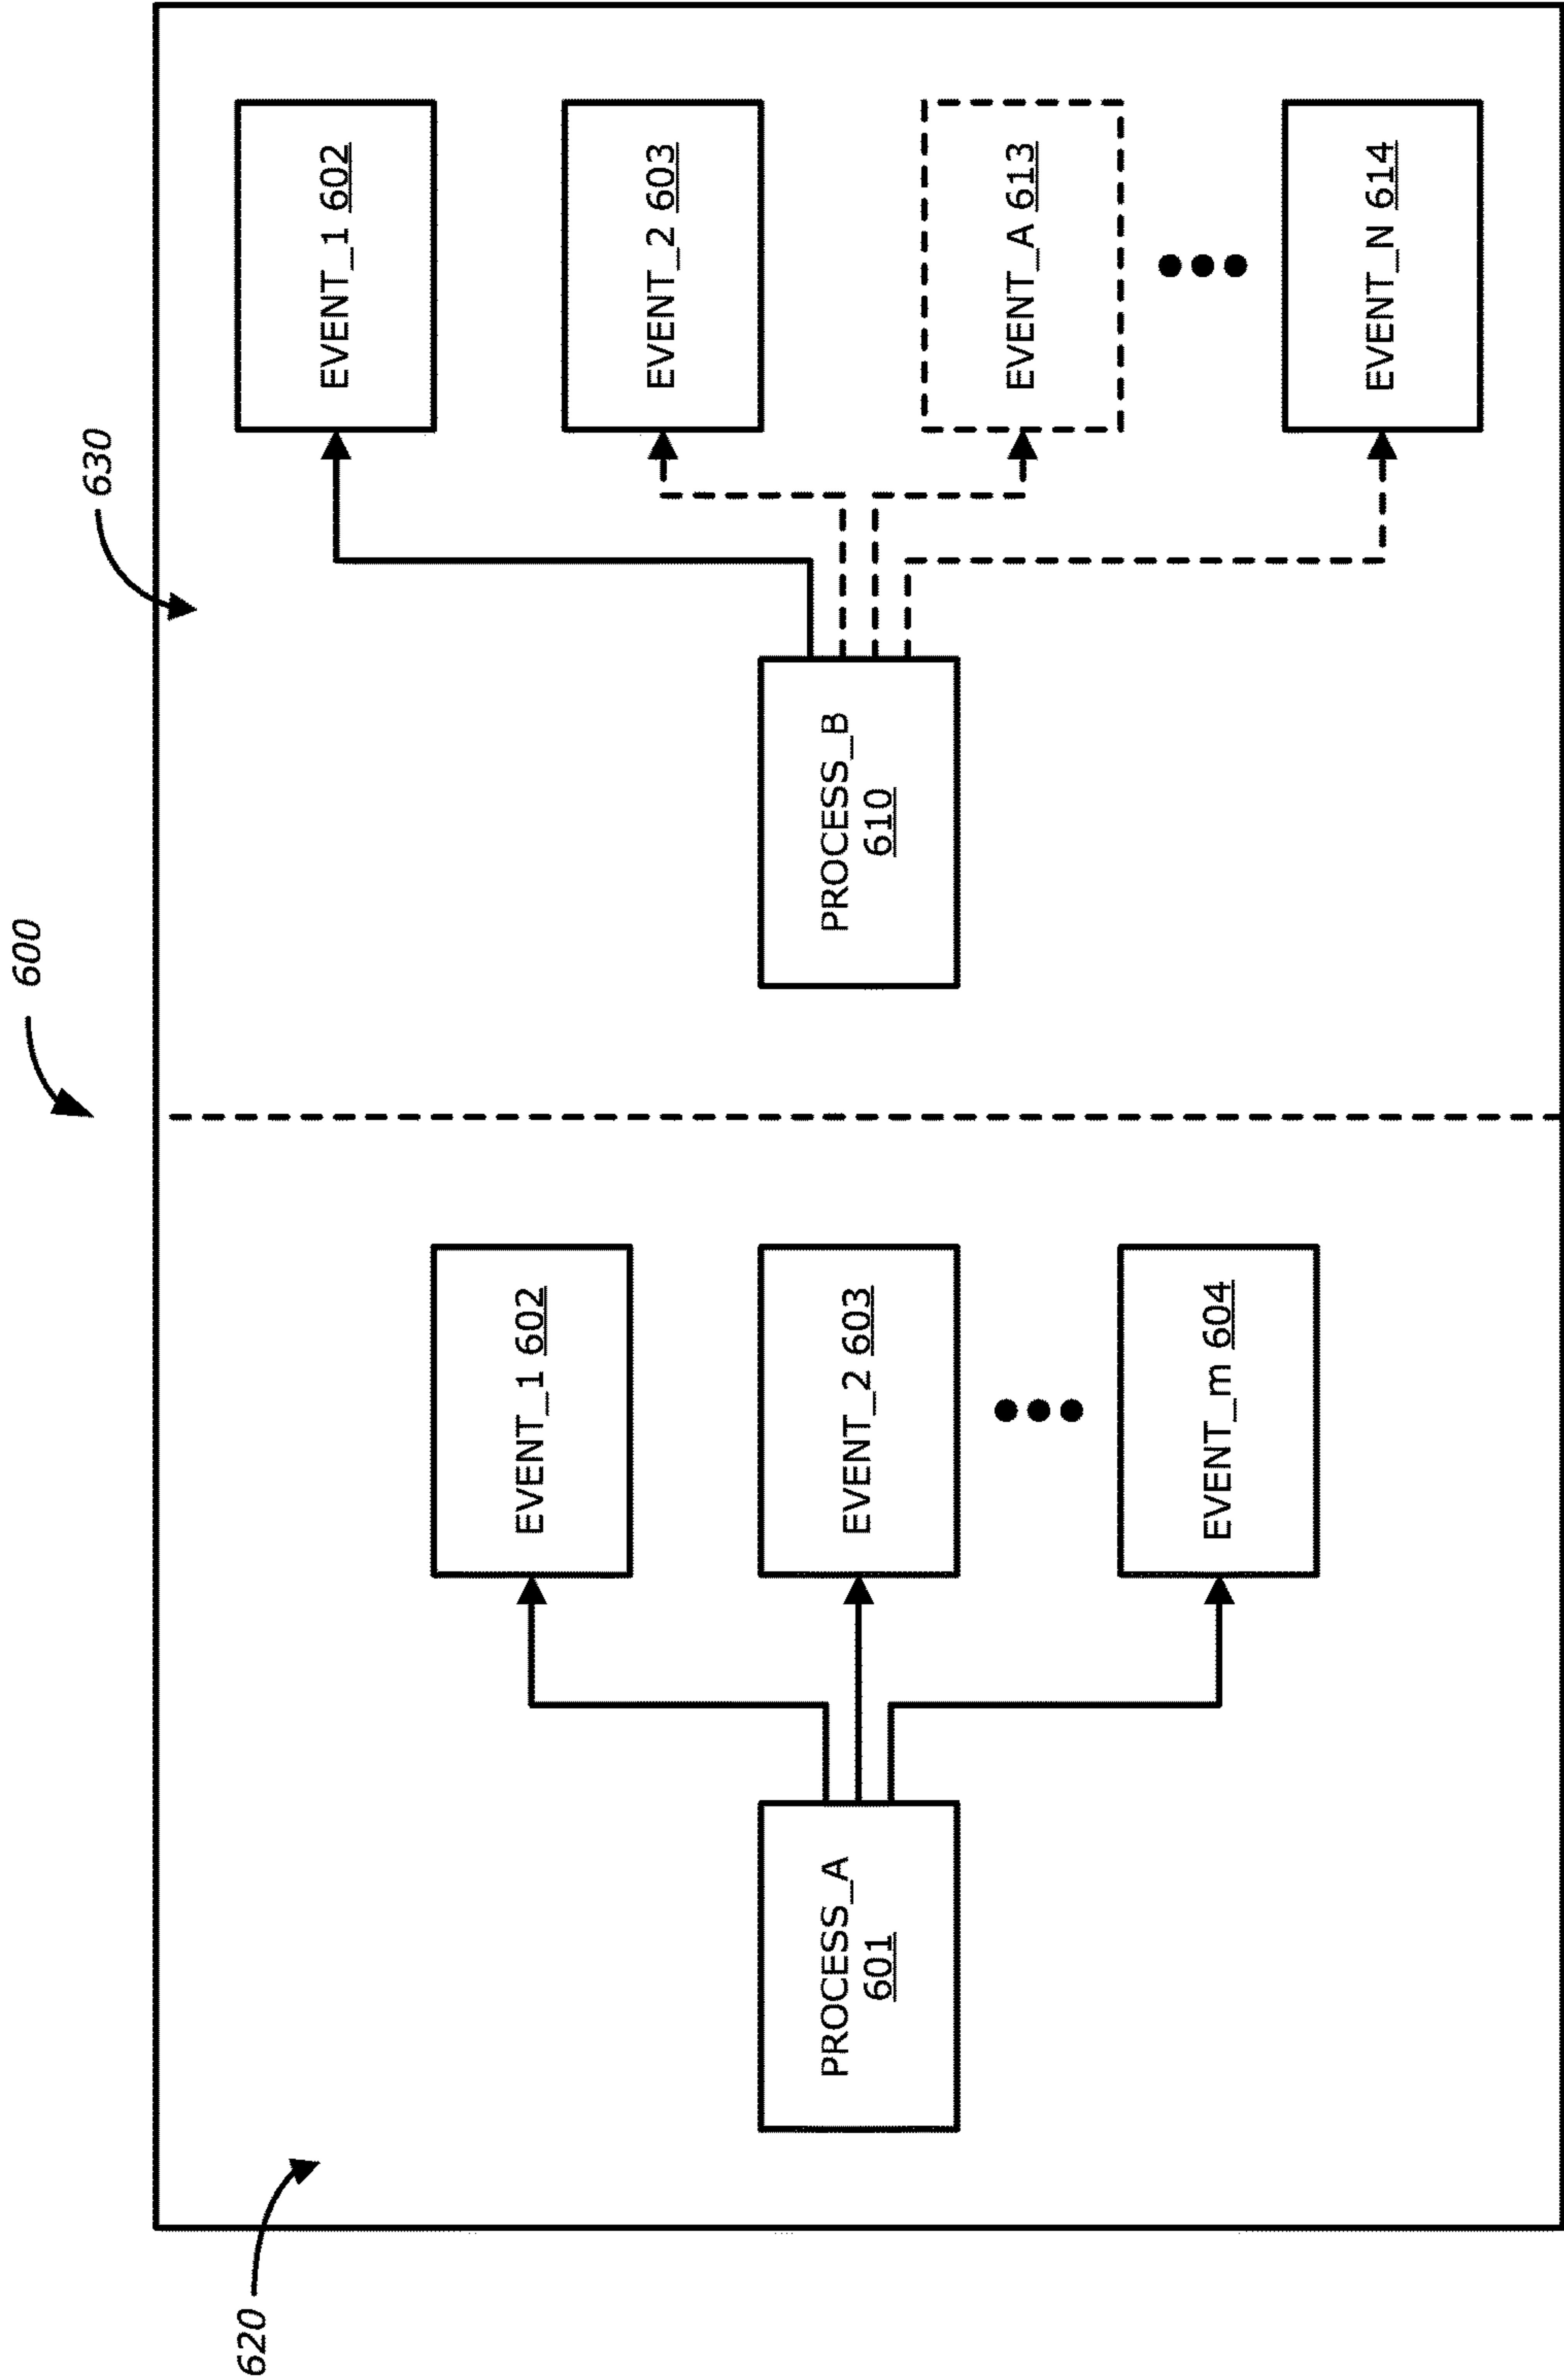 600
620
630
PROCESS_A
601
EVENT_1 602
EVENT_2 603
EVENT_m 604
PROCESS_B
610
EVENT_1 602
EVENT_2 603
EVENT_A 613
EVENT_N 614